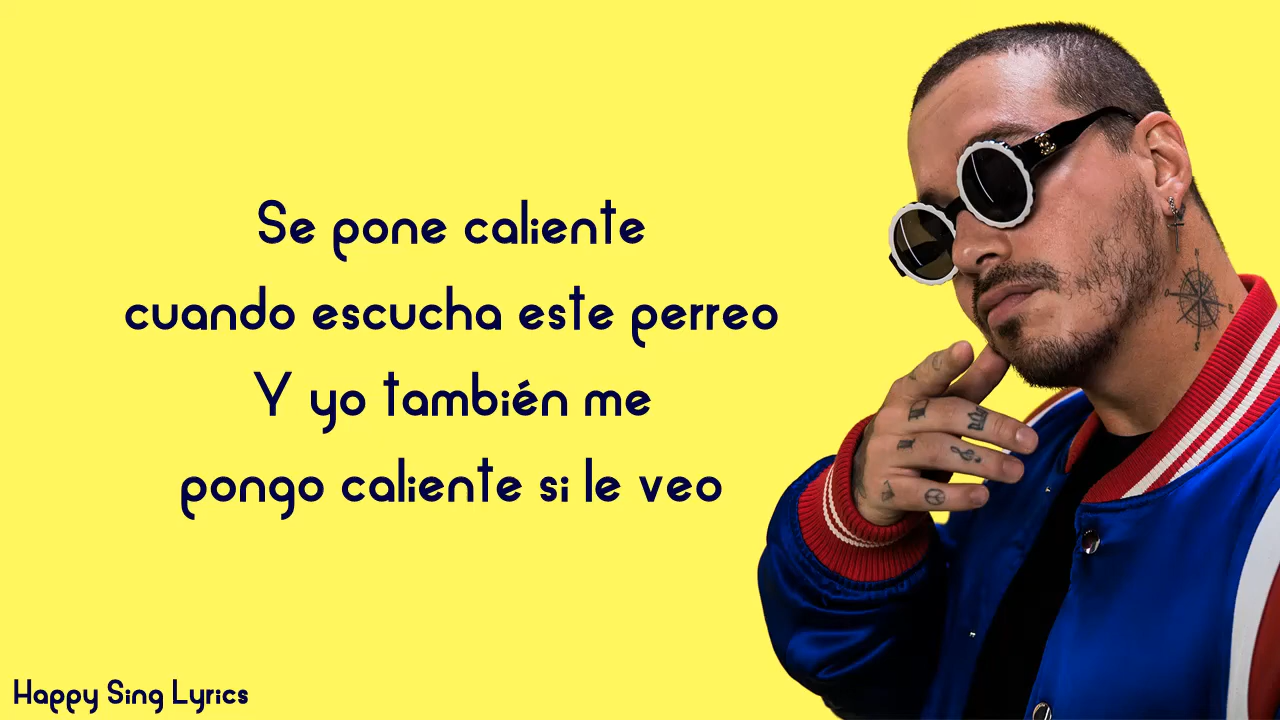 Se pone caliente
cuando escucha este perreo
Y yo también me
pongo caliente si le veo
Happy Sing Lyrics